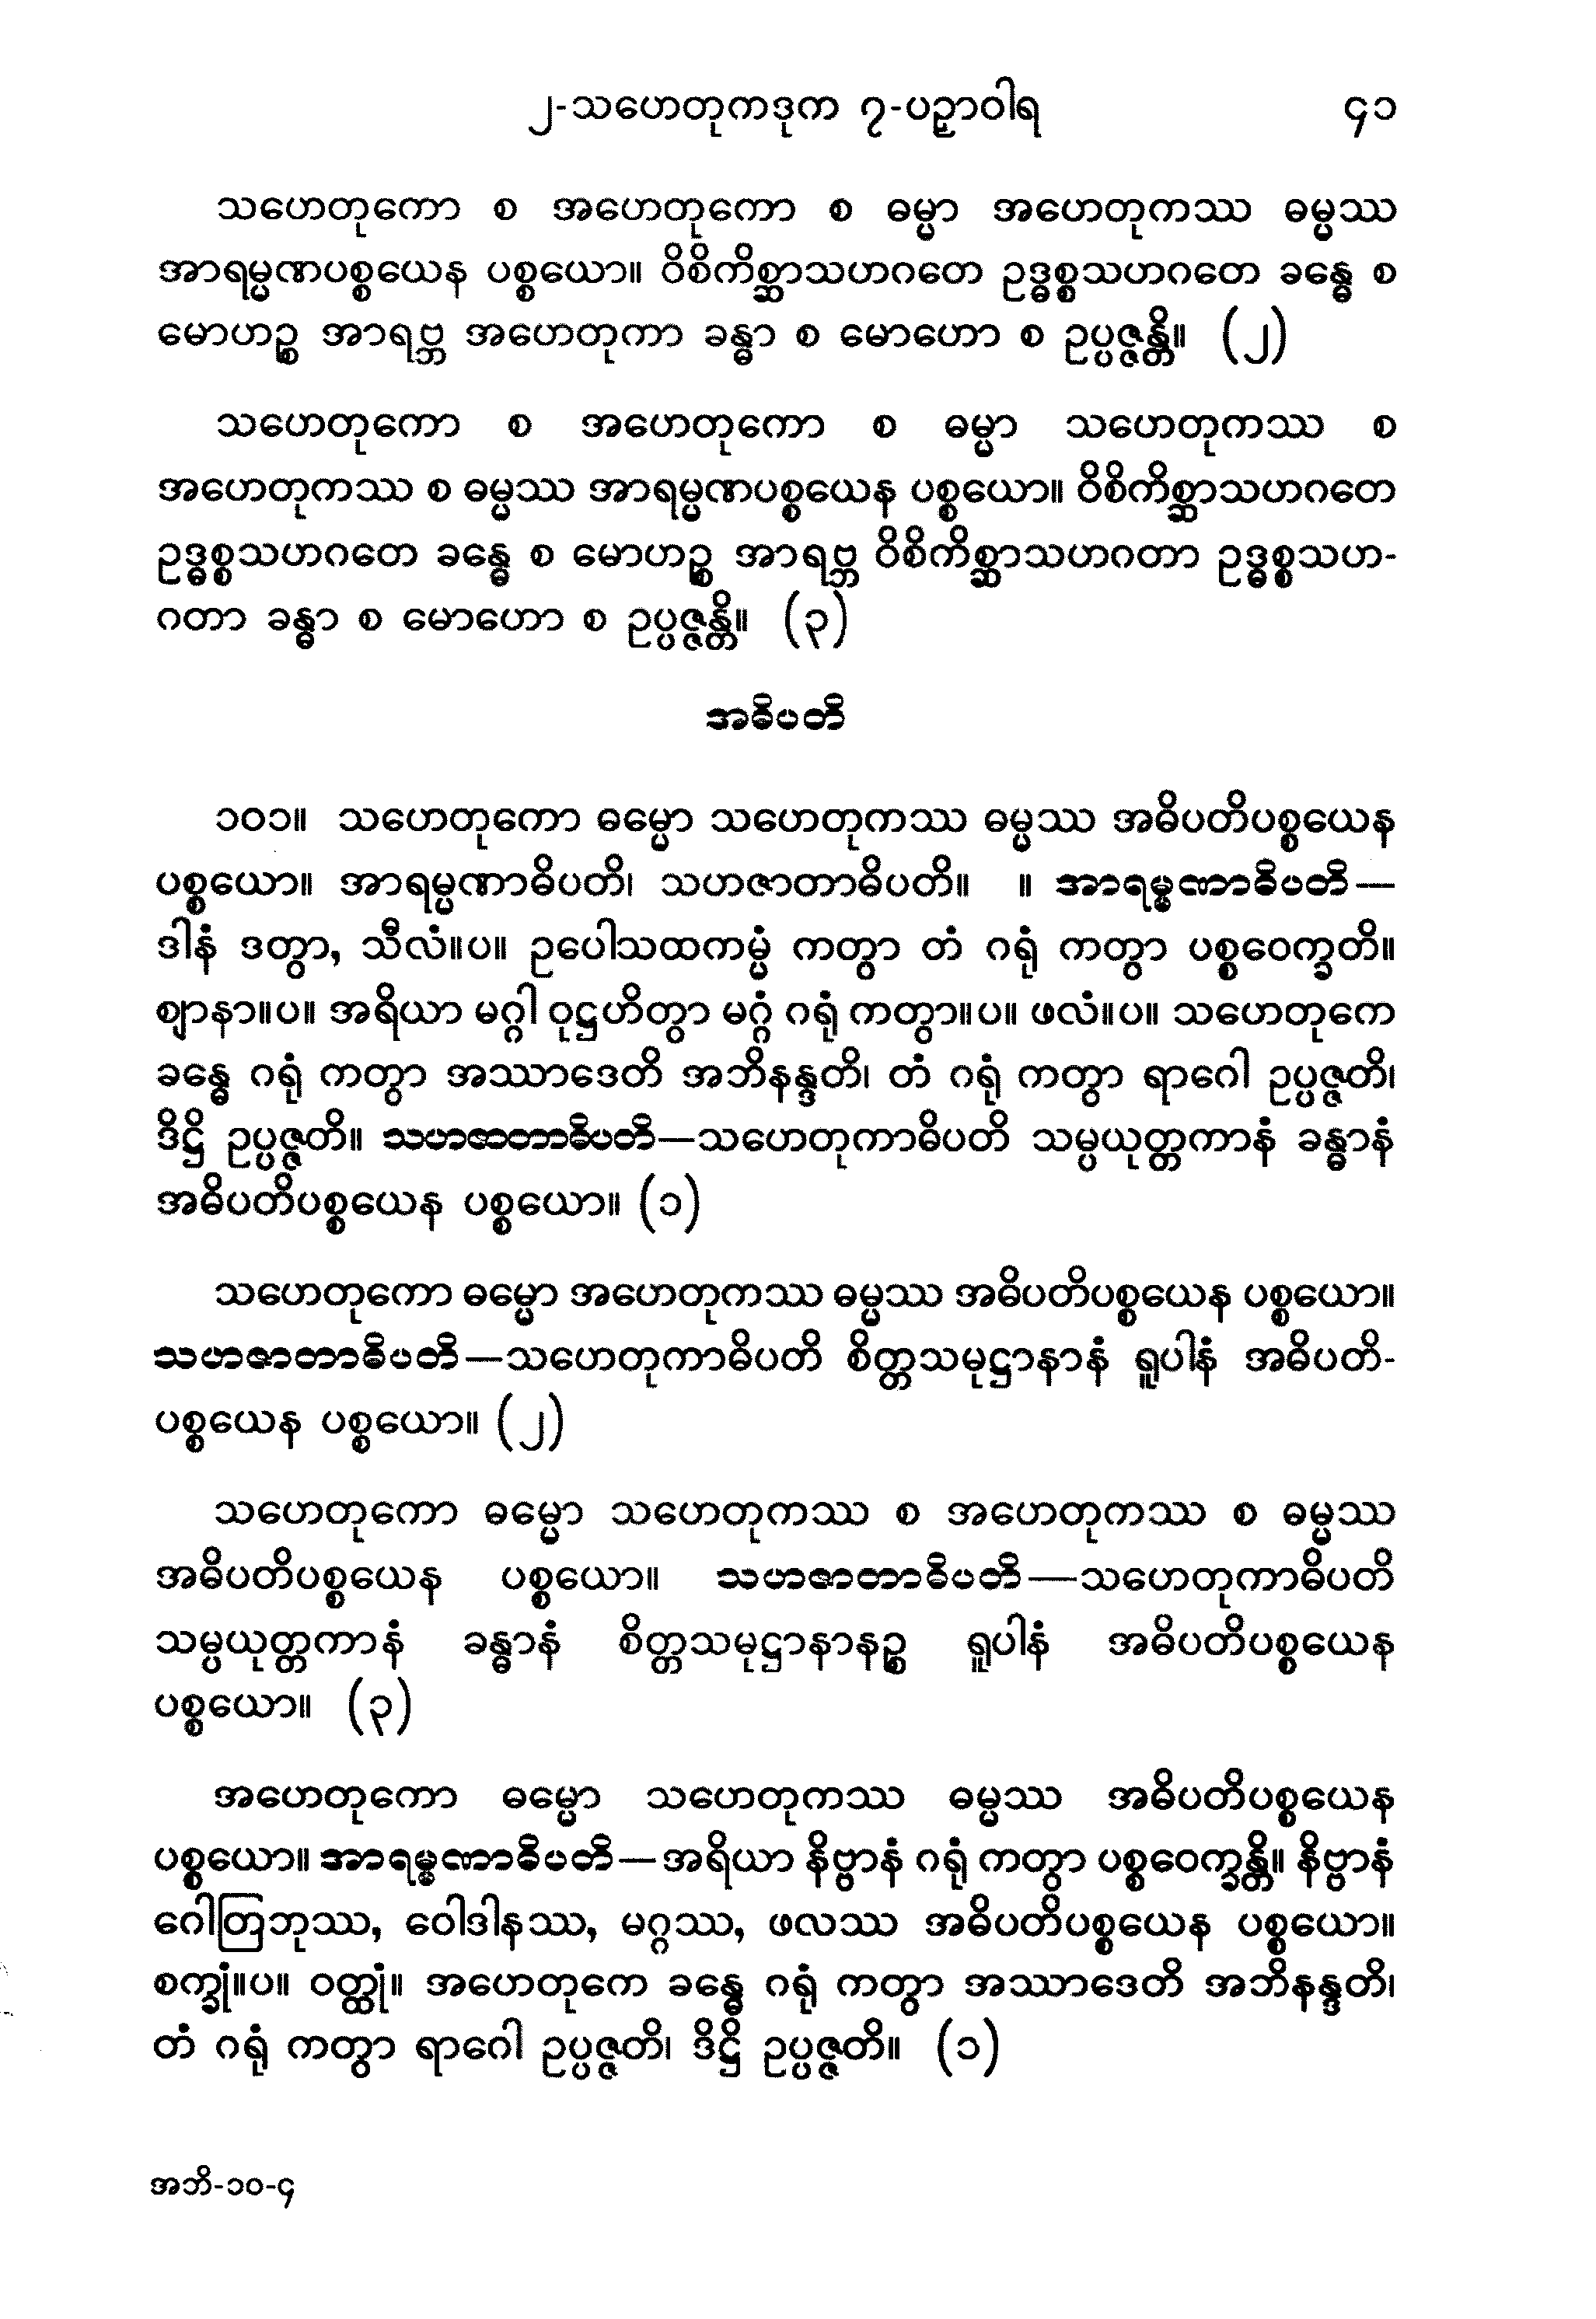 ၂-သဟေတုကဒုက ၇-ပဉှာဝါရ ၄၁
သဟေတုကော စ အဟေတုကော စ ဓမ္မာ အဟေတုကဿ ဓမ္မဿ
အာရမ္မဏပစ္စယေန ပစ္စယော။ ဝိစိကိစ္ဆာသဟဂတေ ဥဒ္ဓစ္စသဟဂတေ ခန္ဓေ စ
မောဟဉ္စ အာရဗ္ဘ အဟေတုကာ ခန္ဓာ စ မောဟော စ ဥပ္ပဇ္ဇန္တိ။ (၂)
သဟေတုကော စ အဟေတုကော စ ဓမ္မာ သဟေတုကဿ စ
အဟေတုကဿ စ ဓမ္မဿ အာရမ္မဏပစ္စယေန ပစ္စယော။ ဝိစိကိစ္ဆာသဟဂတေ
ဥဒ္ဓစ္စသဟဂတေ ခန္ဓေ စ မောဟဉ္စ အာရဗ္ဘ ဝိစိကိစ္ဆာသဟဂတာ ဥဒ္ဓစ္စသဟ-
ဂတာ ခန္ဓာ စ မောဟော စ ဥပ္ပဇ္ဇန္တိ။ (၃)
အဓိပတိ
၁၀၁။ သဟေတုကော ဓမ္မော သဟေတုကဿ ဓမ္မဿ အဓိပတိပစ္စယေန
ပစ္စယော။ အာရမ္မဏာဓိပတိ၊ သဟဇာတာဓိပတိ။ ။ အာရမ္မဏာဓိပတိ—
ဒါနံ ဒတွာ, သီလံ။ပ။ ဥပေါသထကမ္မံ ကတွာ တံ ဂရုံ ကတွာ ပစ္စဝေက္ခတိ။
ဈာနာ။ပ။ အရိယာ မဂ္ဂါ ဝုဋ္ဌဟိတွာ မဂ္ဂံ ဂရုံ ကတွာ။ပ။ ဖလံ။ပ။ သဟေတုကေ
ခန္ဓေ ဂရုံ ကတွာ အဿာဒေတိ အဘိနန္ဒတိ၊ တံ ဂရုံ ကတွာ ရာဂေါ ဥပ္ပဇ္ဇတိ၊
ဒိဋ္ဌိ ဥပ္ပဇ္ဇတိ။ သဟဇာတာဓိပတိ—သဟေတုကာဓိပတိ သမ္ပယုတ္တကာနံ ခန္ဓာနံ
အဓိပတိပစ္စယေန ပစ္စယော။ (၁)
သဟေတုကော ဓမ္မော အဟေတုကဿ ဓမ္မဿ အဓိပတိပစ္စယေန ပစ္စယော။
သဟဇာတာဓိပတိ—သဟေတုကာဓိပတိ စိတ္တသမုဋ္ဌာနာနံ ရူပါနံ အဓိပတိ-
ပစ္စယေန ပစ္စယော။ (၂)
သဟေတုကော ဓမ္မော သဟေတုကဿ စ အဟေတုကဿ စ ဓမ္မဿ
အဓိပတိပစ္စယေန ပစ္စယော။ သဟဇာတာဓိပတိ—သဟေတုကာဓိပတိ
သမ္ပယုတ္တကာနံ ခန္ဓာနံ စိတ္တသမုဋ္ဌာနာနဉ္စ ရူပါနံ အဓိပတိပစ္စယေန
ပစ္စယော။ (၃)
အဟေတုကော ဓမ္မော သဟေတုကဿ ဓမ္မဿ အဓိပတိပစ္စယေန
ပစ္စယော။ အာရမ္မဏာဓိပတိ—အရိယာ နိဗ္ဗာနံ ဂရုံ ကတွာ ပစ္စဝေက္ခန္တိ။ နိဗ္ဗာနံ
ဂေါတြဘုဿ, ဝေါဒါနဿ, မဂ္ဂဿ, ဖလဿ အဓိပတိပစ္စယေန ပစ္စယော။
စက္ခုံ။ပ။ ဝတ္ထုံ။ အဟေတုကေ ခန္ဓေ ဂရုံ ကတွာ အဿာဒေတိ အဘိနန္ဒတိ၊
တံ ဂရုံ ကတွာ ရာဂေါ ဥပ္ပဇ္ဇတိ၊ ဒိဋ္ဌိ ဥပ္ပဇ္ဇတိ။ (၁)
အဘိ-၁၀-၄